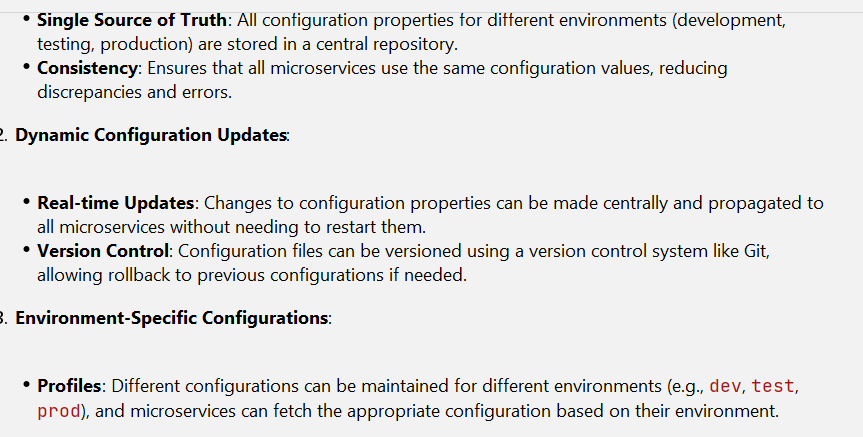 • Single Source of Truth: All configuration properties for different environments (development,
testing, production) are stored in a central repository.
• Consistency: Ensures that all microservices use the same configuration values, reducing
discrepancies and errors.
2. Dynamic Configuration Updates:
• Real-time Updates: Changes to configuration properties can be made centrally and propagated to
all microservices without needing to restart them.
• Version Control: Configuration files can be versioned using a version control system like Git,
allowing rollback to previous configurations if needed.
3. Environment-Specific Configurations:
• Profiles: Different configurations can be maintained for different environments (e.g., dev, test,
prod), and microservices can fetch the appropriate configuration based on their environment.